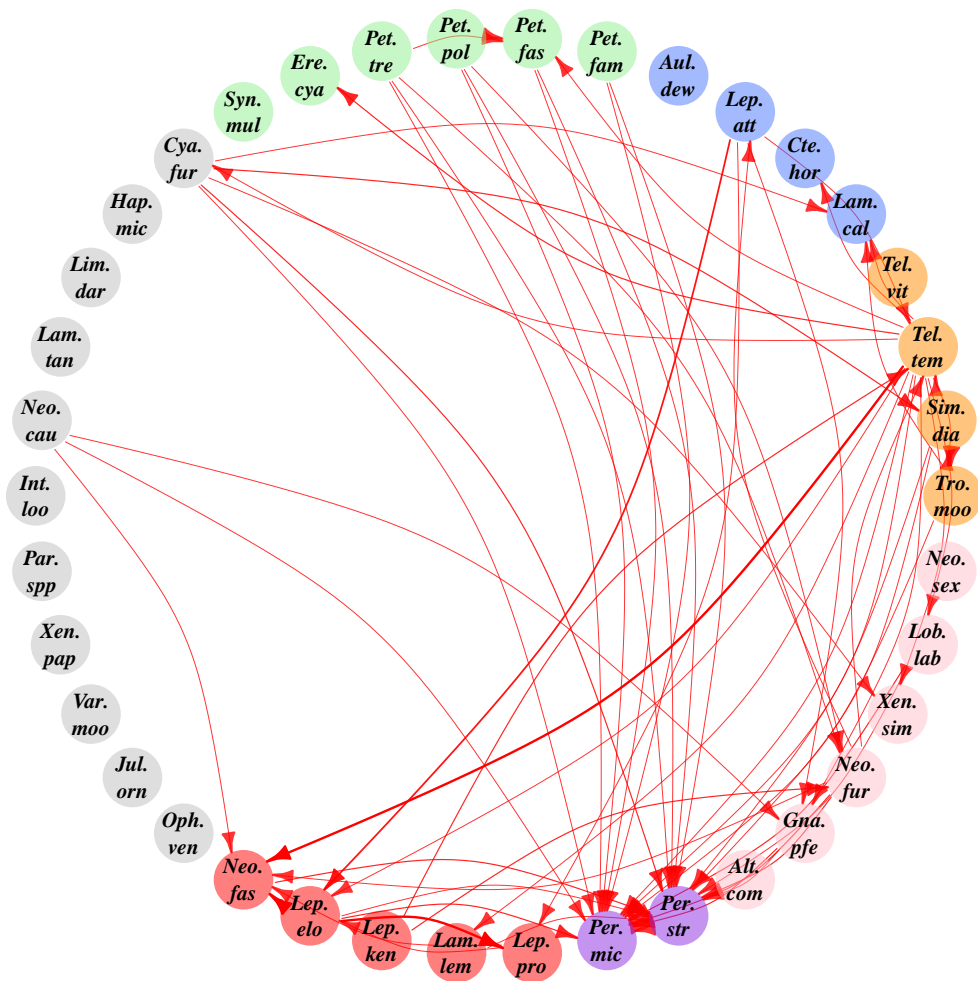 Pet.
fas
Pet.
pol
Pet.
fam
Pet.
tre
Ere.
cya
Aul.
dew
Syn.
mul
Lep.
att
Cya.
fur
Cte.
hor
Hap.
mic
Lam.
cal
Lim.
dar
Tel.
vit
Lam.
tan
Tel.
tem
Neo.
cau
Sim.
dia
Int.
loo
Tro.
moo
Par.
spp
Neo.
sex
Xen.
pap
Lob.
lab
Var.
moo
Xen.
sim
Jul.
orn
Neo.
fur
Oph.
ven
Gna.
pfe
Neo.
fas
Alt.
com
Lep.
elo
Per.
str
Lep.
ken
Per.
mic
Lam.
lem
Lep.
pro